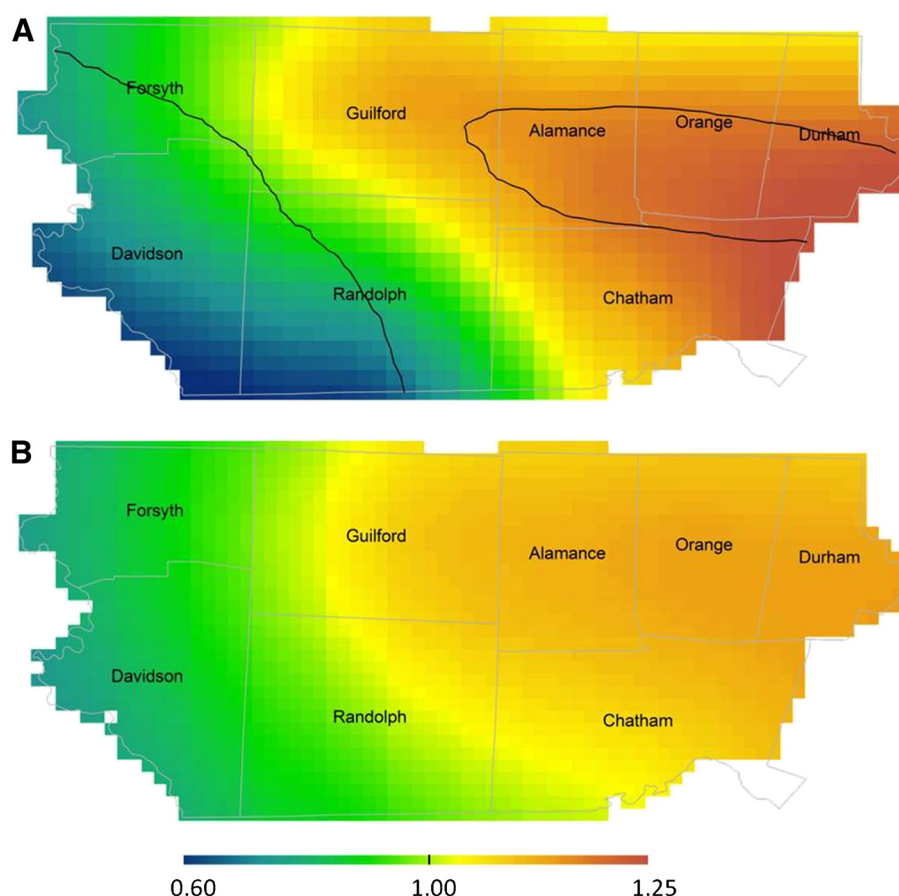 A
Forsyth
Guilford
Alamance
Orange
Durham
Davidson
Randolph
Chatham
B
Forsyth
Guilford
Alamance
Orange
Durham
Davidson
Randolph
Chatham
0.60 1.00 1.25